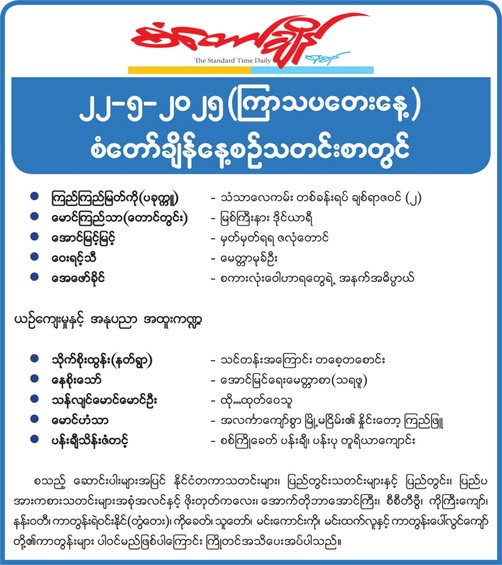 စံတော်ချိန်
နေ့စဉ်
The Standard Time Daily
၂၂-၅-၂၀၂၅(ကြာသပတေးနေ့)
စံတော်ချိန်နေ့စဉ်သတင်းစာတွင်
● ကြည်ကြည်မြတ်ကို(ပခုက္ကူ) - သံသာလေကမ်း တစ်ခန်းရပ် ချစ်ရာဇဝင် (၂)
● မောင်ကြည်သာ(တောင်တွင်း) - မြစ်ကြီးနား ဒိုင်ယာရီ
● အောင်မြင့်မြင့် - မှတ်မှတ်ရရ ဇလုံတောင်
● ဝေးရင့်သီ - မေတ္တာမုခ်ဦး
● အေဖော်ခိုင် - စကားလုံးဝေါဟာရတွေရဲ့ အနက်အဓိပ္ပာယ်
ယဉ်ကျေးမှုနှင့် အနုပညာ အထူးကဏ္ဍ
● သိုက်စိုးထွန်း(နတ်ရွာ) - သင်တန်းအကြောင်း တစေ့တစောင်း
● နေစိုးသော် - အောင်မြင်ရေးမေတ္တာစာ(သရဖူ)
● သန်လျင်မောင်မောင်ဦး - ထို...ထုတ်ဝေသူ
● မောင်ဟံသာ - အလင်္ကာကျော်စွာ မြို့မငြိမ်း၏ နှိုင်းတော့ ကြည်ဖြူ
● ပန်းချီသိန်းဇံတင့် - စစ်ကြိုခေတ် ပန်းချီ၊ ပန်းပု တူရိယာကျောင်း
စသည့် ဆောင်းပါးများအပြင် နိုင်ငံတကာသတင်းများ၊ ပြည်တွင်းသတင်းများနှင့် ပြည်တွင်း၊ ပြည်ပ
အားကစားသတင်းများအစုံအလင်နှင့် ဖိုးတုတ်ကလေး၊ အောက်တိုဘာအောင်ကြီး၊ စီစီတီဗွီ၊ ကိုကြီးကျော်၊
နန်းဝတီ၊ ကာတွန်းရဲဝင်းနိုင်(တွံတေး)၊ ကိုခေတ်၊ သူတော်၊ မင်းကောင်းကို၊ မင်းထက်လူနှင့် ကာတွန်းပေါ်လွင်ကျော်
တို့၏ကာတွန်းများ ပါဝင်မည်ဖြစ်ပါကြောင်း ကြိုတင်အသိပေးအပ်ပါသည်။